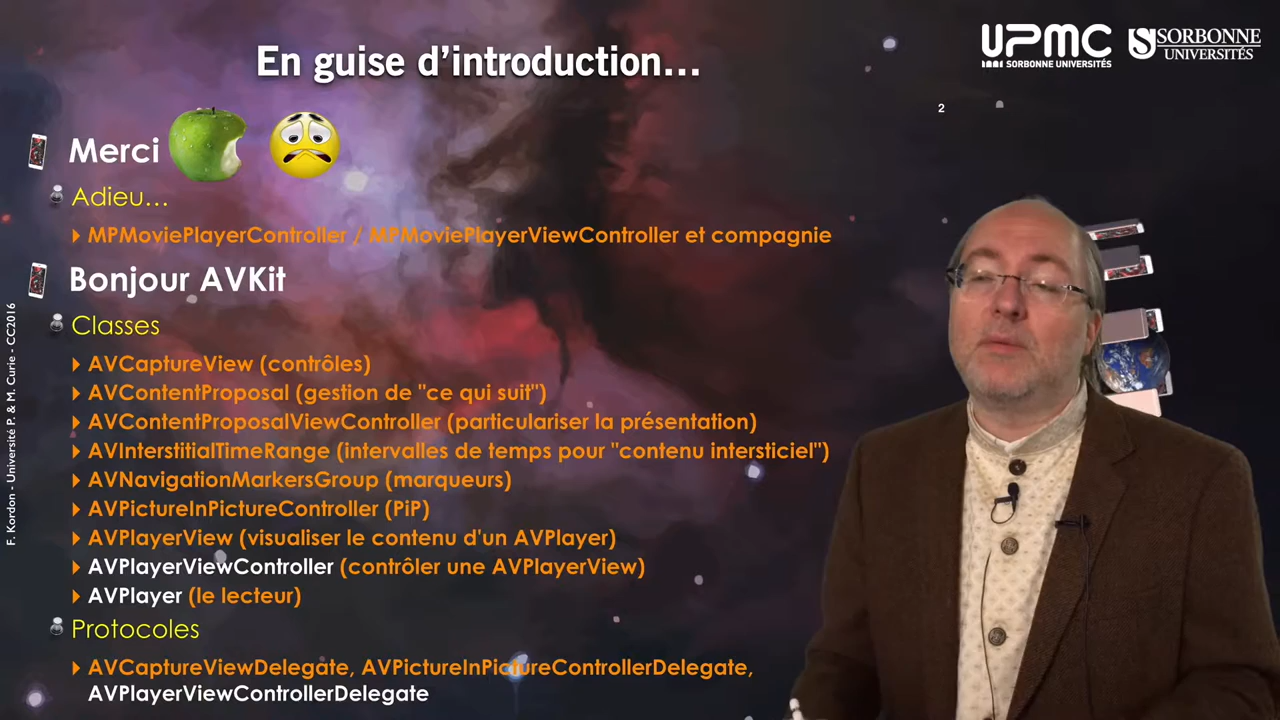 En guise d'introduction...
UPMC
SORBONNE UNIVERSITÉS
SORBONNE
UNIVERSITÉS
2
Merci
Adieu...
MPMoviePlayerController / MPMoviePlayerViewController et compagnie
Bonjour AVKit
Classes
AVCaptureView (contrôles)
AVContentProposal (gestion de "ce qui suit")
AVContentProposalViewController (particulariser la présentation)
AVInterstitialTimeRange (intervalles de temps pour "contenu intersticiel")
AVNavigationMarkersGroup (marqueurs)
AVPictureInPictureController (PiP)
AVPlayerView (visualiser le contenu d'un AVPlayer)
AVPlayerViewController (contrôler une AVPlayerView)
AVPlayer (le lecteur)
Protocoles
AVCaptureViewDelegate, AVPictureInPictureControllerDelegate,
AVPlayerViewControllerDelegate
F. Kordon - Université P. & M. Curie - CC2016